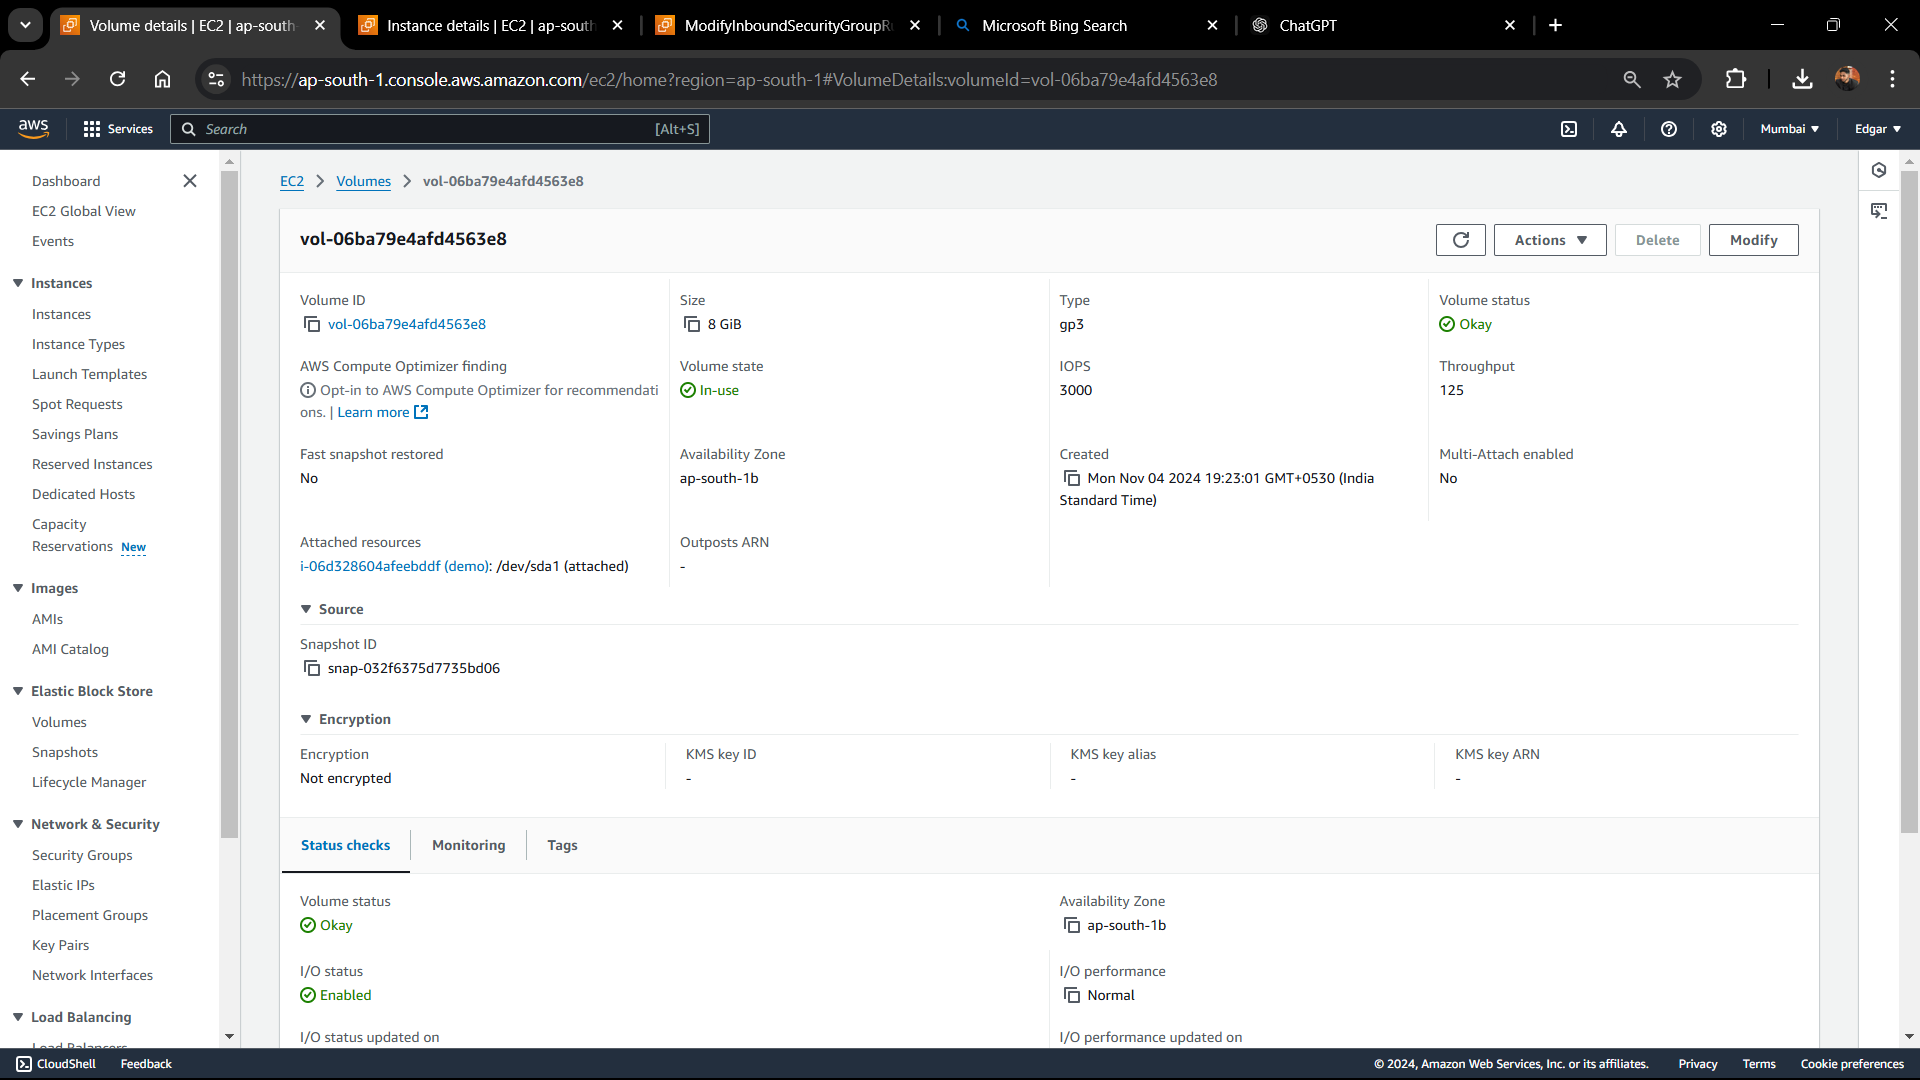 Volume details | EC2 | ap-south-
Instance details | EC2 | ap-south
ModifyInboundSecurityGroupRu
Microsoft Bing Search
ChatGPT
https://ap-south-1.console.aws.amazon.com/ec2/home?region=ap-south-1#VolumeDetails:volumeId=vol-06ba79e4afd4563e8
aws
Services
Search
[Alt+S]
Mumbai
Edgar
Dashboard
EC2 Global View
Events
Instances
Instances
Instance Types
Launch Templates
Spot Requests
Savings Plans
Reserved Instances
Dedicated Hosts
Capacity
Reservations New
Images
AMIs
AMI Catalog
Elastic Block Store
Volumes
Snapshots
Lifecycle Manager
Network & Security
Security Groups
Elastic IPs
Placement Groups
Key Pairs
Network Interfaces
Load Balancing
Load Balancers
EC2 > Volumes > vol-06ba79e4afd4563e8
vol-06ba79e4afd4563e8
Actions
Delete
Modify
Volume ID
vol-06ba79e4afd4563e8
Size
8 GiB
Type
gp3
Volume status
Okay
AWS Compute Optimizer finding
Opt-in to AWS Compute Optimizer for recommendati
ons. | Learn more
Volume state
In-use
IOPS
3000
Throughput
125
Fast snapshot restored
No
Availability Zone
ap-south-1b
Created
Mon Nov 04 2024 19:23:01 GMT+0530 (India
Standard Time)
Multi-Attach enabled
No
Attached resources
i-06d328604afeebddf (demo): /dev/sda1 (attached)
Outposts ARN
-
Source
Snapshot ID
snap-032f6375d7735bd06
Encryption
Encryption
Not encrypted
KMS key ID
-
KMS key alias
-
KMS key ARN
-
Status checks
Monitoring
Tags
Volume status
Okay
Availability Zone
ap-south-1b
I/O status
Enabled
I/O performance
Normal
I/O status updated on
I/O performance updated on
CloudShell
Feedback
© 2024, Amazon Web Services, Inc. or its affiliates.
Privacy
Terms
Cookie preferences